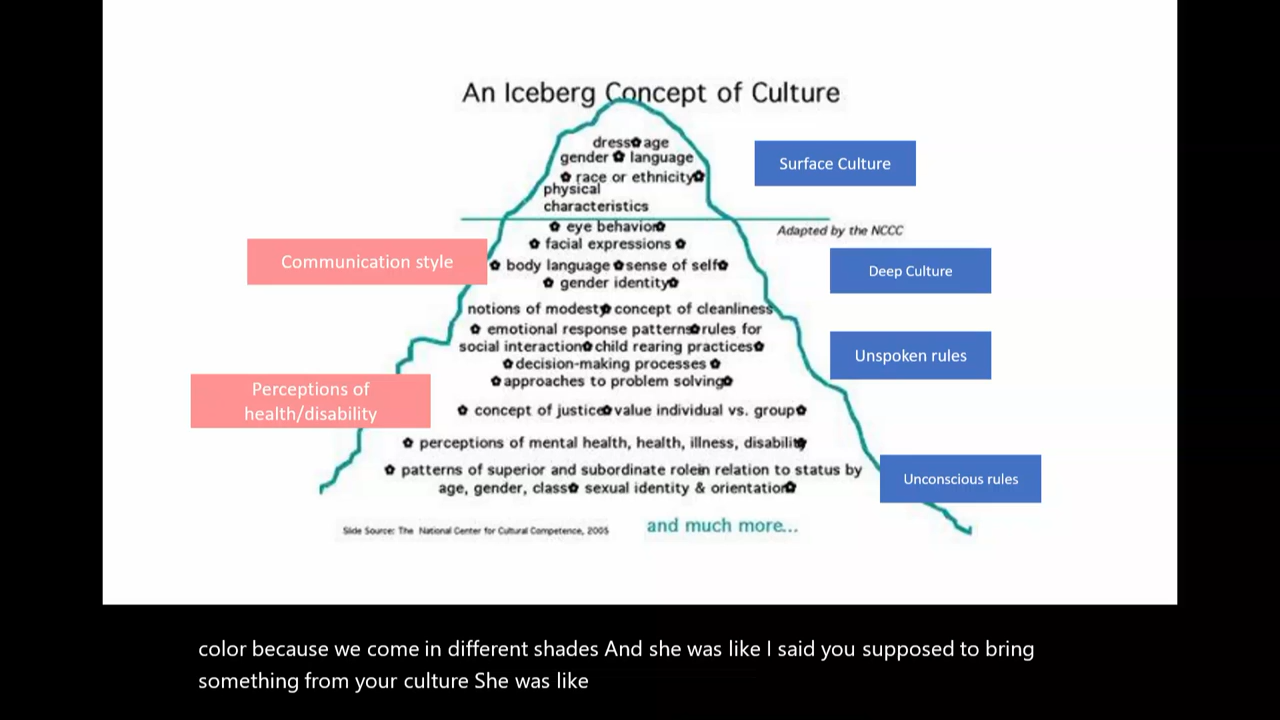 An Iceberg Concept of Culture
dress✿age
gender ✿ language
✿ race or ethnicity✿
physical
characteristics
Surface Culture
✿ eye behavior✿
Adapted by the NCCC
✿ facial expressions ✿
Communication style
✿ body language ✿sense of self✿
Deep Culture
✿ gender identity✿
notions of modesty✿ concept of cleanliness
✿ emotional response patterns✿rules for
social interaction✿child rearing practices✿
Unspoken rules
✿decision-making processes ✿
✿approaches to problem solving✿
Perceptions of
health/disability
✿ concept of justice✿value individual vs. group✿
✿ perceptions of mental health, health, illness, disability✿
✿ patterns of superior and subordinate role in relation to status by
age, gender, class✿ sexual identity & orientation✿
Unconscious rules
and much more...
Slide Source: The National Center for Cultural Competence, 2005
color because we come in different shades And she was like I said you supposed to bring
something from your culture She was like